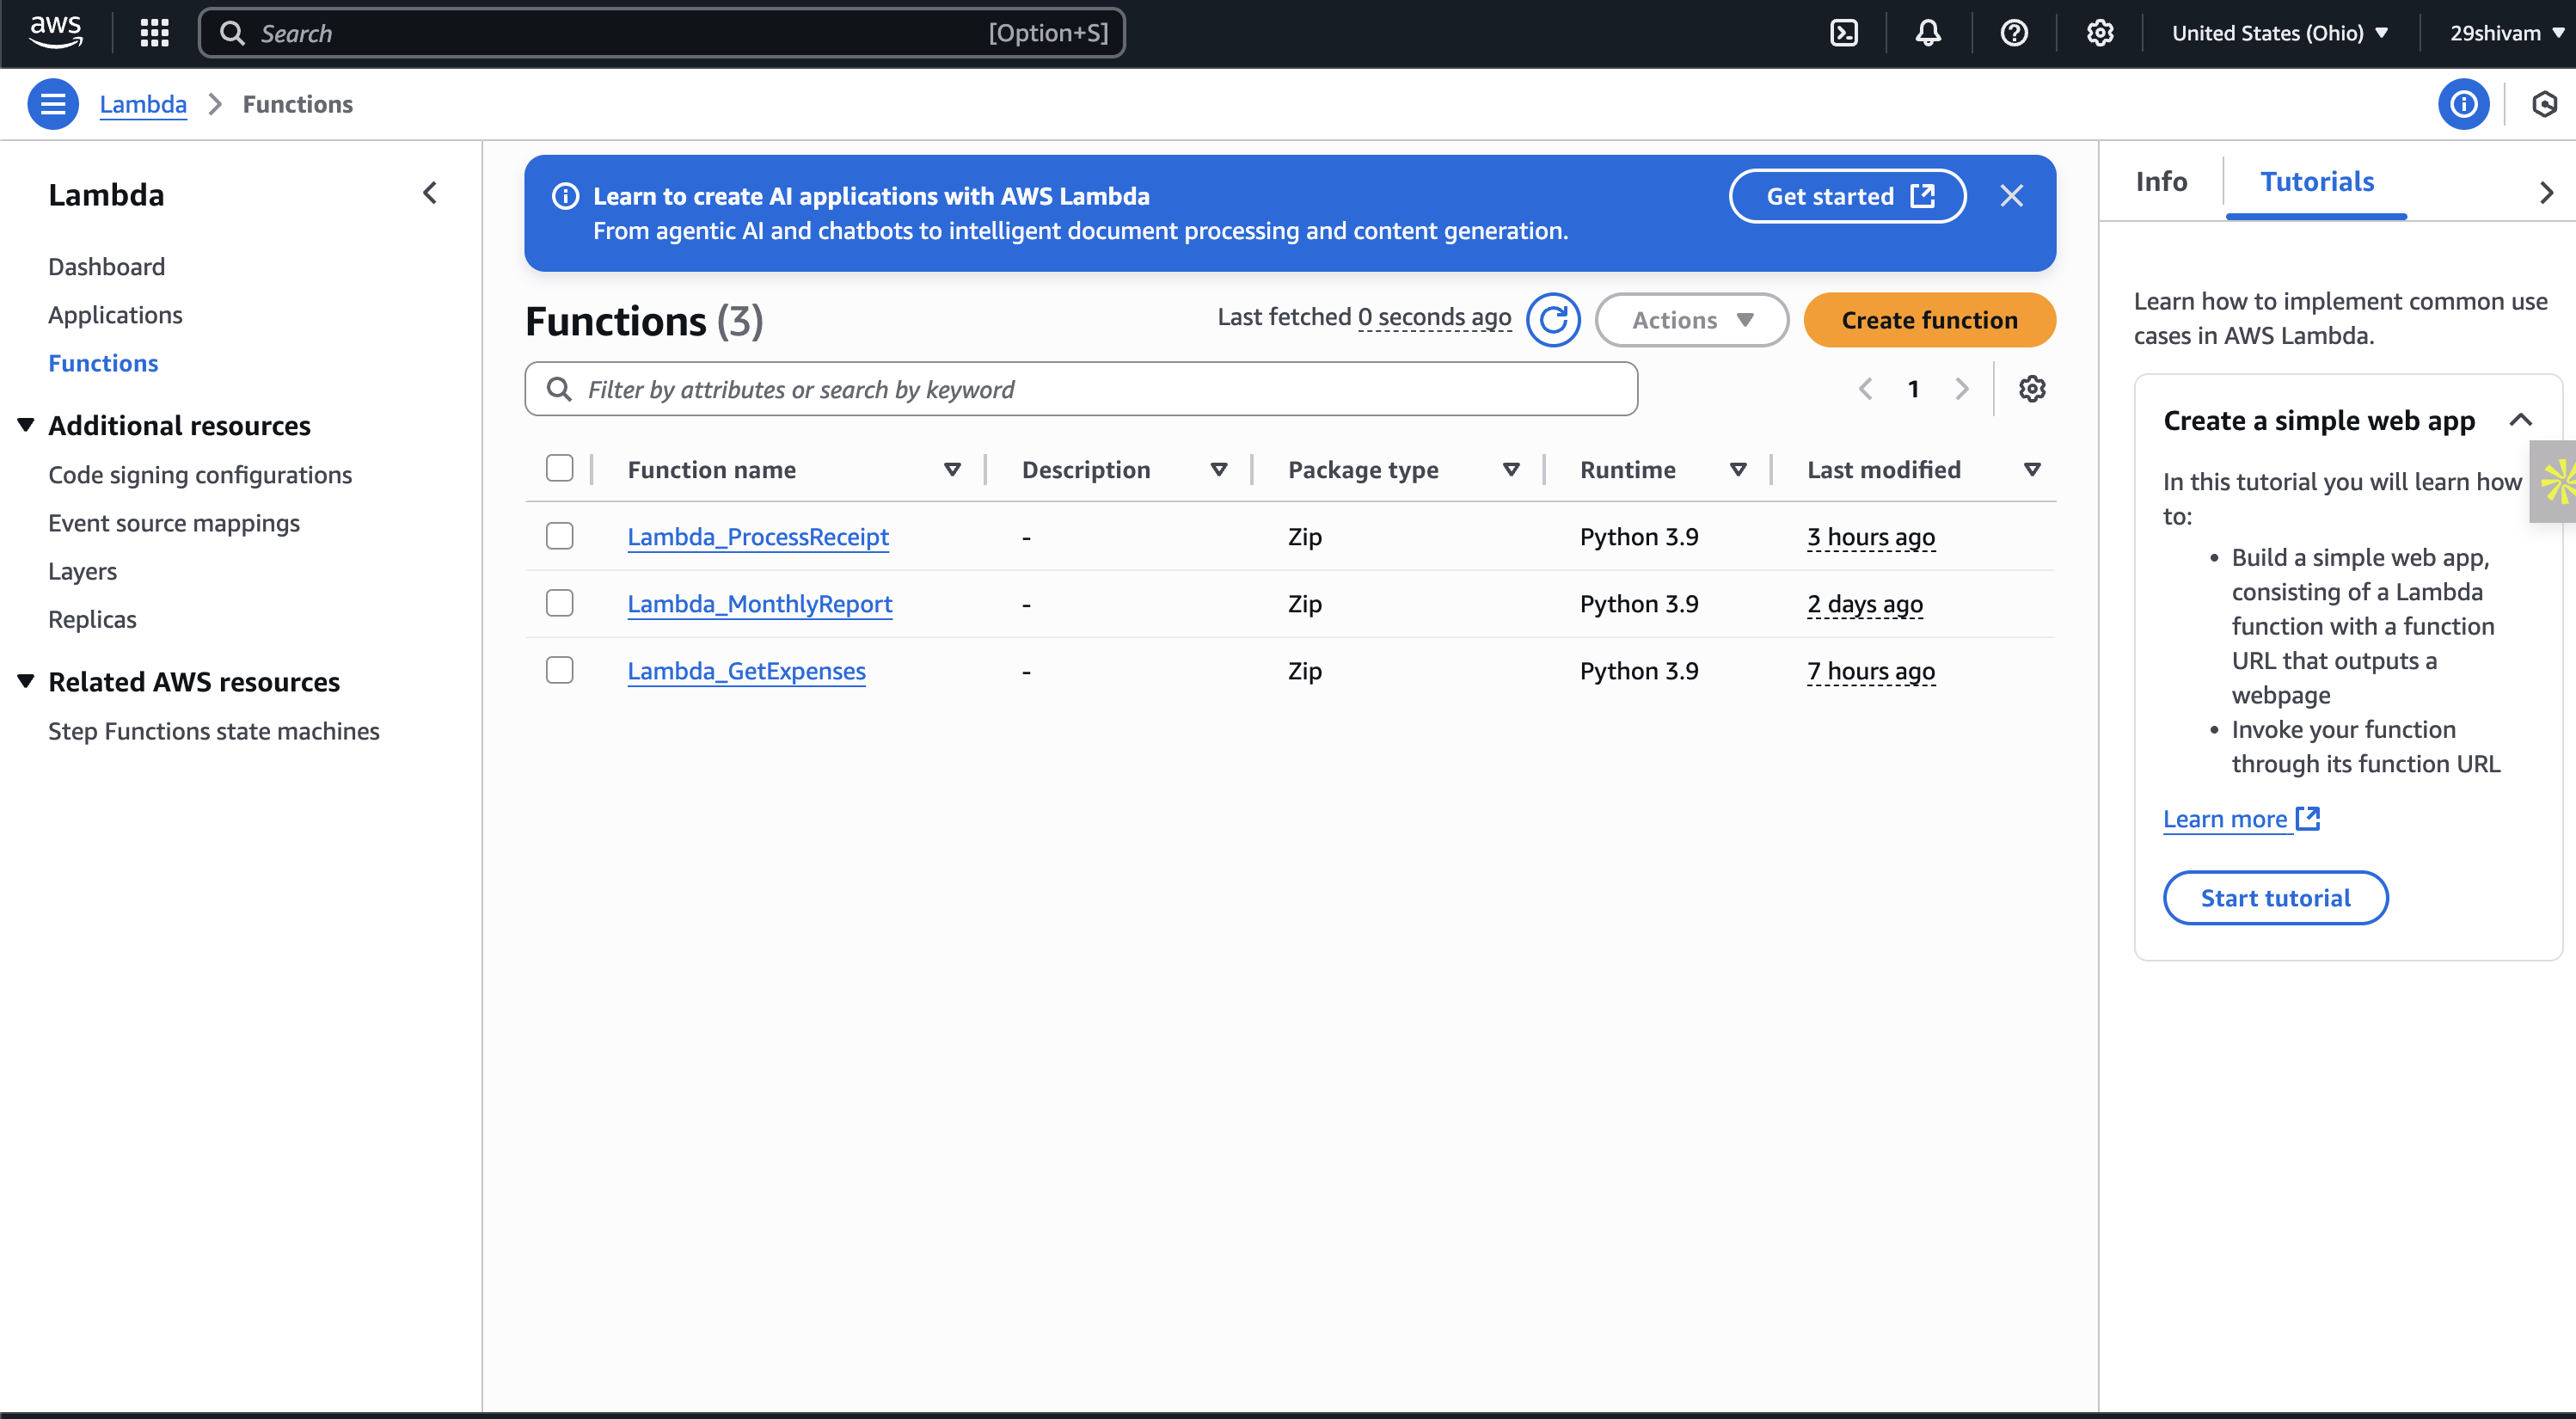 aws
Search
[Option+S]
United States (Ohio)
29shivam
Lambda
Functions
Lambda
Dashboard
Applications
Functions
Additional resources
Code signing configurations
Event source mappings
Layers
Replicas
Related AWS resources
Step Functions state machines
Learn to create AI applications with AWS Lambda
From agentic AI and chatbots to intelligent document processing and content generation.
Get started
Functions (3)
Last fetched 0 seconds ago
Actions
Create function
Filter by attributes or search by keyword
1
Function name Description Package type Runtime Last modified
Lambda_ProcessReceipt - Zip Python 3.9 3 hours ago
Lambda_MonthlyReport - Zip Python 3.9 2 days ago
Lambda_GetExpenses - Zip Python 3.9 7 hours ago
Info
Tutorials
Learn how to implement common use
cases in AWS Lambda.
Create a simple web app
In this tutorial you will learn how
to:
• Build a simple web app,
consisting of a Lambda
function with a function
URL that outputs a
webpage
• Invoke your function
through its function URL
Learn more
Start tutorial